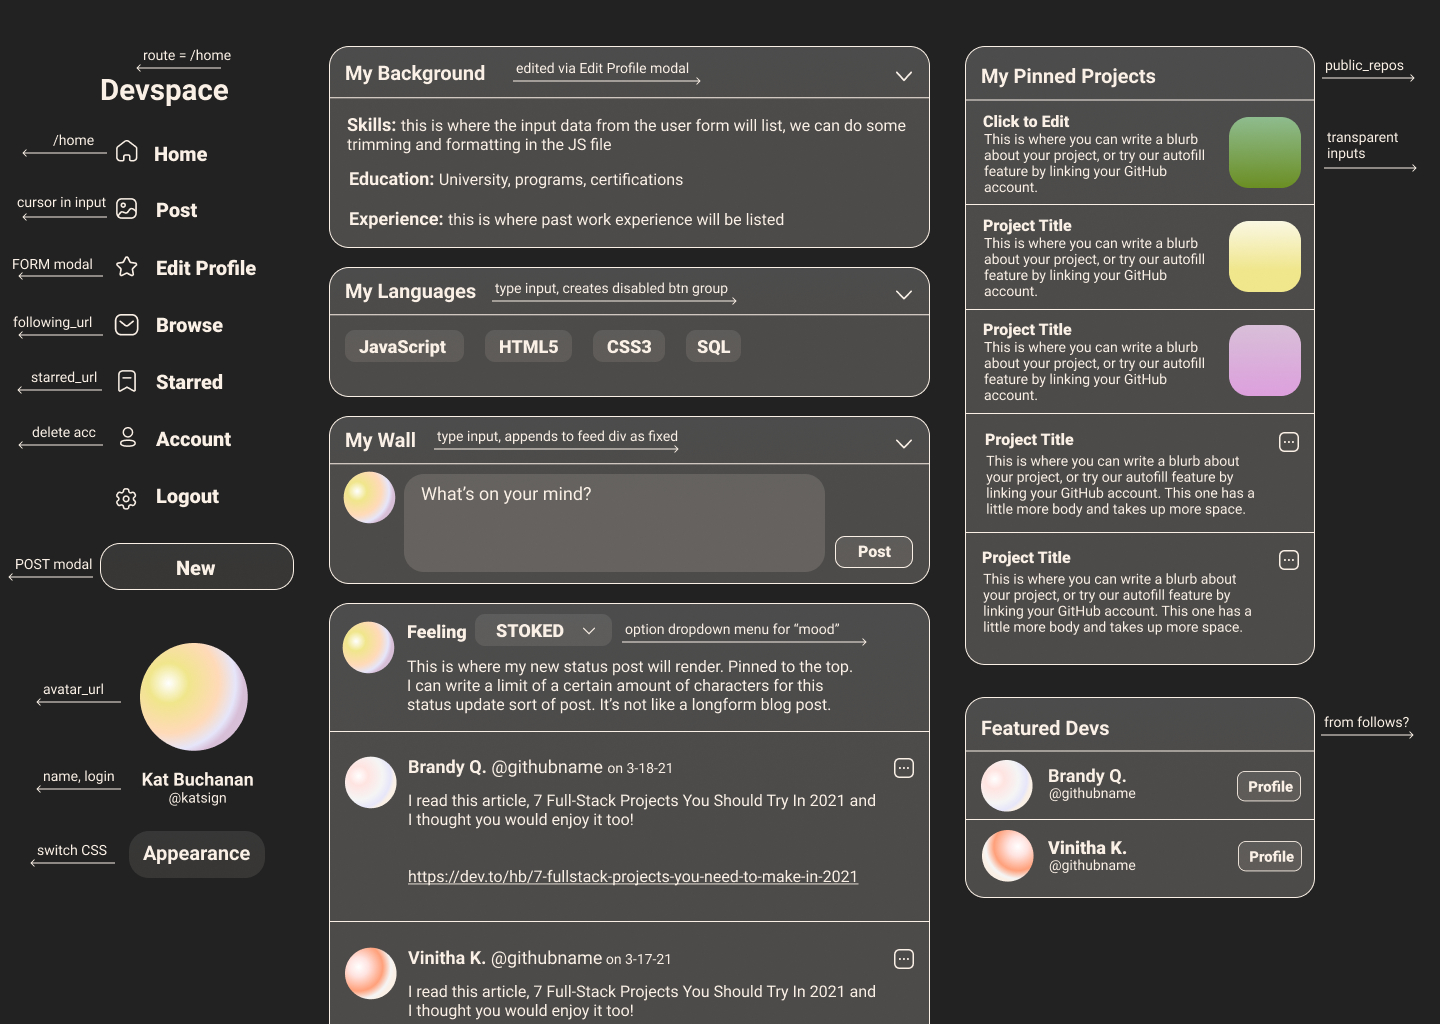 route = /home
Devspace
/home
Home
cursor in input
Post
FORM modal
Edit Profile
following_url
Browse
starred_url
Starred
delete acc
Account
Logout
POST modal
New
avatar_url
name, login
Kat Buchanan
@katsign
switch CSS
Appearance
My Background
edited via Edit Profile modal
Skills: this is where the input data from the user form will list, we can do some
trimming and formatting in the JS file
Education: University, programs, certifications
Experience: this is where past work experience will be listed
My Languages
type input, creates disabled btn group
JavaScript
HTML5
CSS3
SQL
My Wall
type input, appends to feed div as fixed
What's on your mind?
Post
Feeling
STOKED
option dropdown menu for “mood”
This is where my new status post will render. Pinned to the top.
I can write a limit of a certain amount of characters for this
status update sort of post. It’s not like a longform blog post.
Brandy Q. @githubname on 3-18-21
I read this article, 7 Full-Stack Projects You Should Try In 2021 and
I thought you would enjoy it too!
https://dev.to/hb/7-fullstack-projects-you-need-to-make-in-2021
Vinitha K. @githubname on 3-17-21
I read this article, 7 Full-Stack Projects You Should Try In 2021 and
I thought you would enjoy it too!
My Pinned Projects
public_repos
Click to Edit
This is where you can write a blurb
about your project, or try our autofill
feature by linking your GitHub
account.
transparent
inputs
Project Title
This is where you can write a blurb
about your project, or try our autofill
feature by linking your GitHub
account.
Project Title
This is where you can write a blurb
about your project, or try our autofill
feature by linking your GitHub
account.
Project Title
This is where you can write a blurb about
your project, or try our autofill feature by
linking your GitHub account. This one has a
little more body and takes up more space.
Project Title
This is where you can write a blurb about
your project, or try our autofill feature by
linking your GitHub account. This one has a
little more body and takes up more space.
Featured Devs
from follows?
Brandy Q.
@githubname
Profile
Vinitha K.
@githubname
Profile